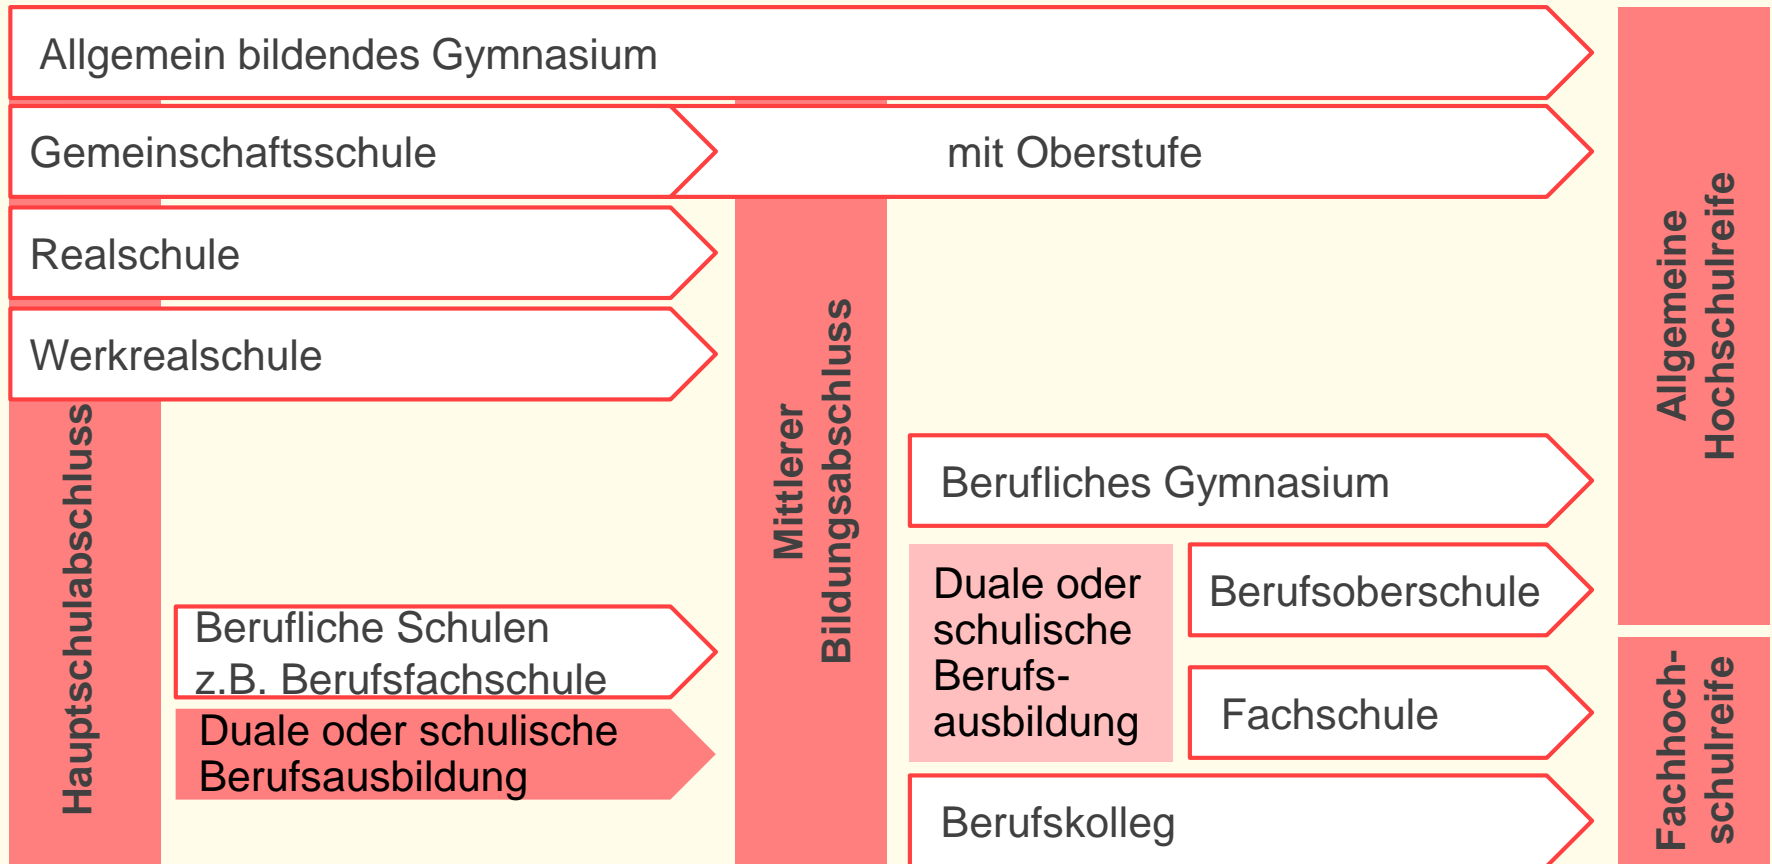 Allgemein bildendes Gymnasium
Gemeinschaftsschule
mit Oberstufe
Realschule
Werkrealschule
Hauptschulabschluss
Berufliche Schulen
z.B. Berufsfachschule
Duale oder schulische
Berufsausbildung
Mittlerer
Bildungsabschluss
Berufliches Gymnasium
Duale oder
schulische
Berufs-
ausbildung
Berufsoberschule
Fachschule
Berufskolleg
Allgemeine
Hochschulreife
Fachhoch-
schulreife